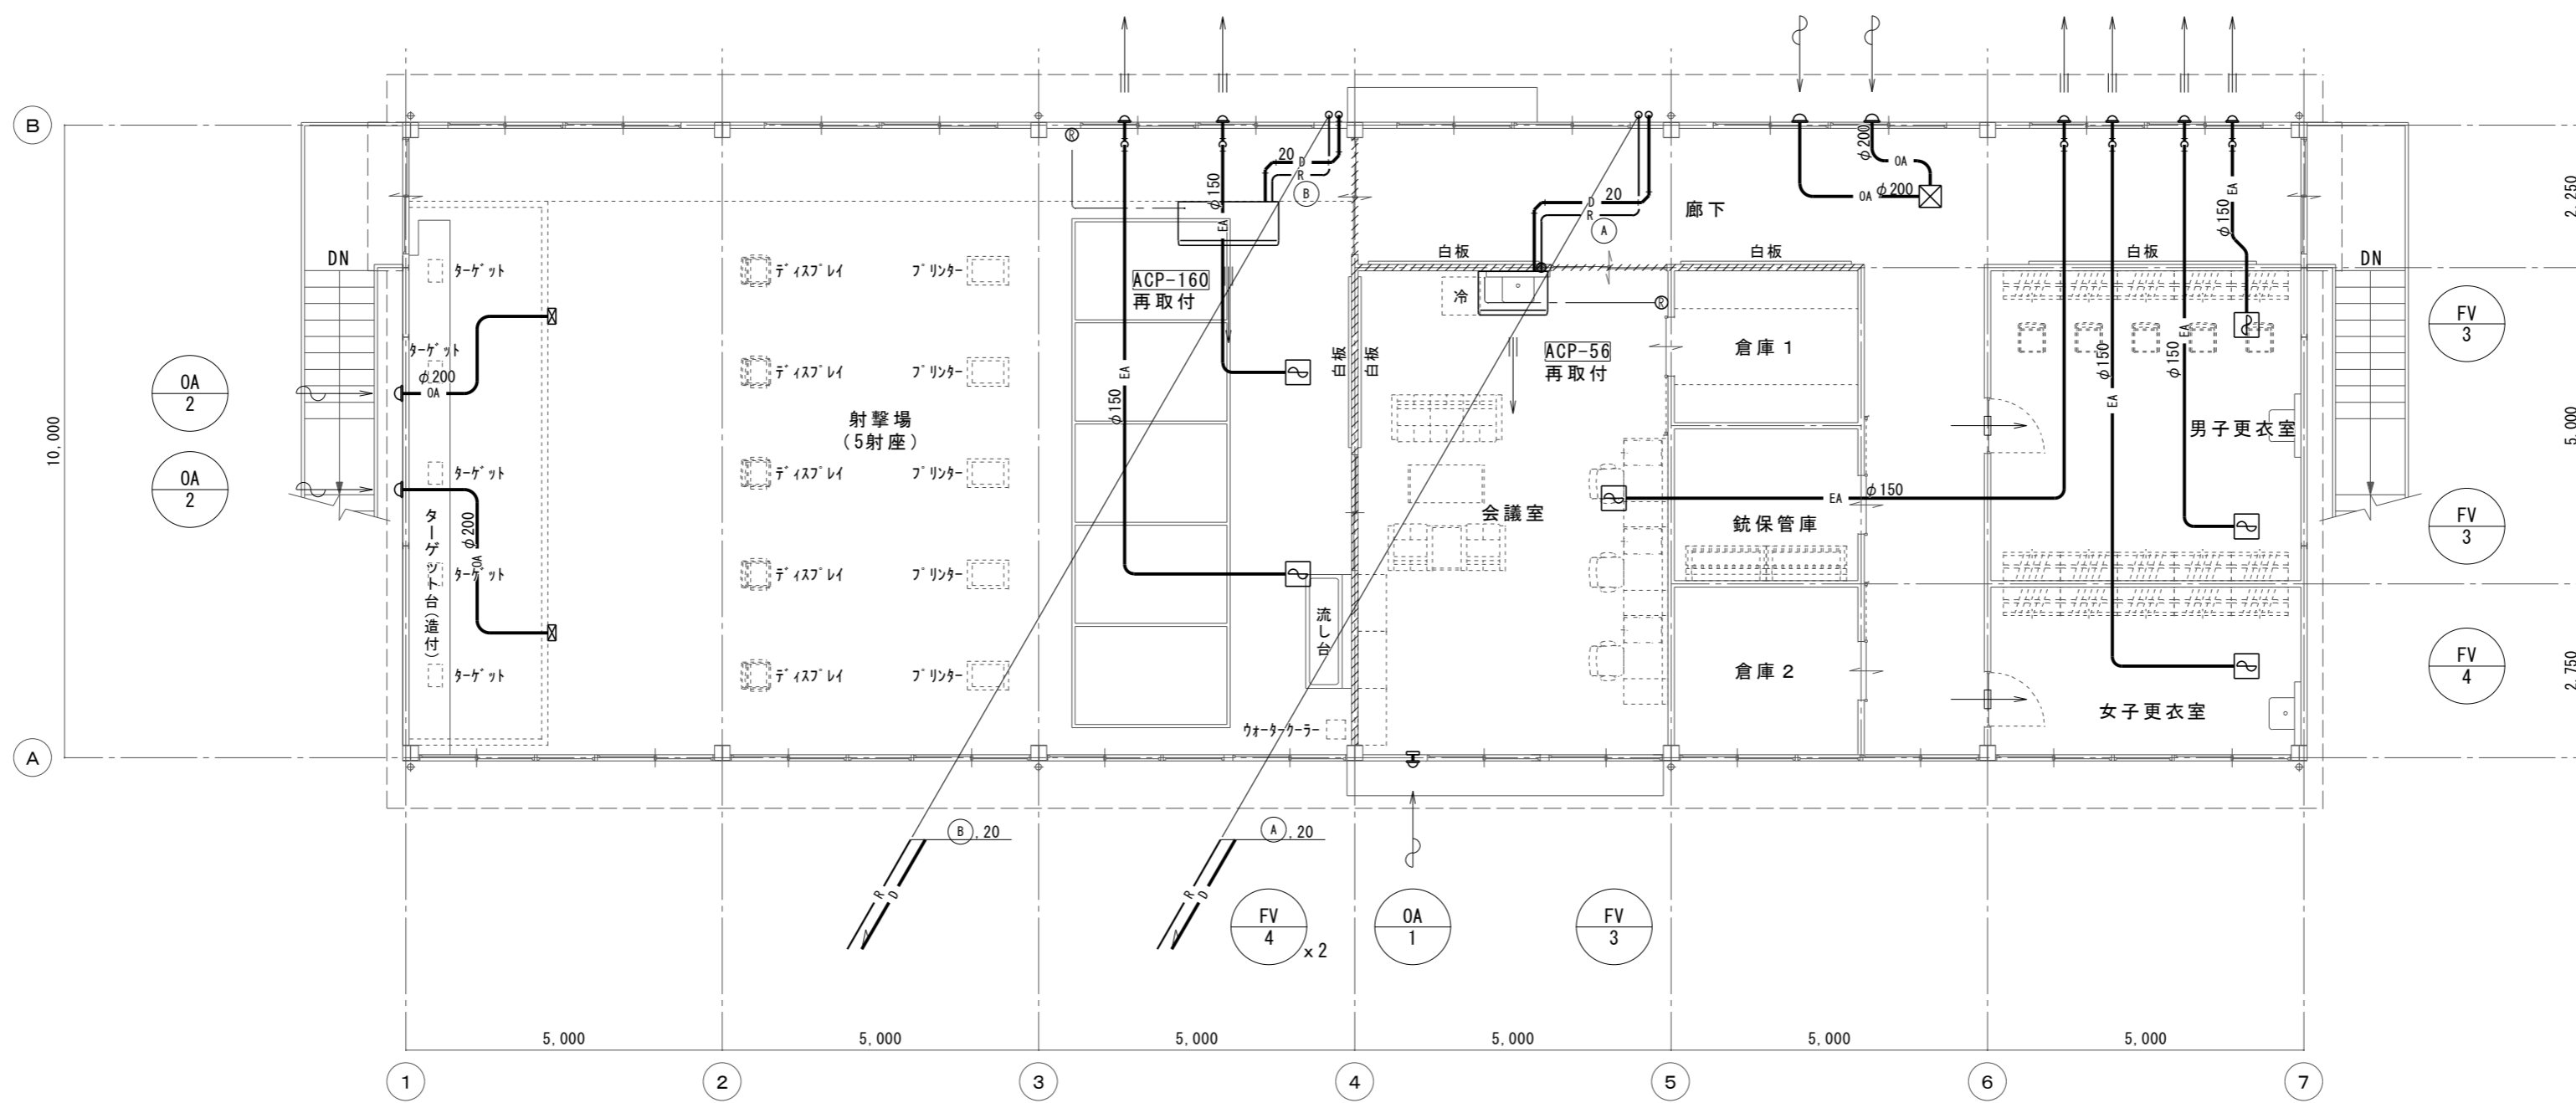 B
A
10,000
DN
OA
2
OA
2
ターゲット
ターゲット
ターゲット
ターゲット
ターゲット
ターゲット台(造付)
φ200
OA
φ200
OA
ディスプレイ
ディスプレイ
ディスプレイ
ディスプレイ
ディスプレイ
プリンター
プリンター
プリンター
プリンター
プリンター
射撃場
(5射座)
R
φ150
EA
φ150
EA
20
D
R
B
ACP-160
再取付
流し台
ウォータークーラー
白板
白板
白板
白板
白板
D
20
R
A
冷
R
ACP-56
再取付
会議室
廊下
倉庫1
銃保管庫
倉庫2
φ200
OA
OA
φ200
EA
φ150
φ150
EA
φ150
EA
EA
φ150
男子更衣室
女子更衣室
DN
FV
3
FV
3
FV
4
2,250
5,000
2,750
B
,20
R
D
A
,20
R
D
FV
4
x2
OA
1
FV
3
5,000
5,000
5,000
5,000
5,000
5,000
1
2
3
4
5
6
7